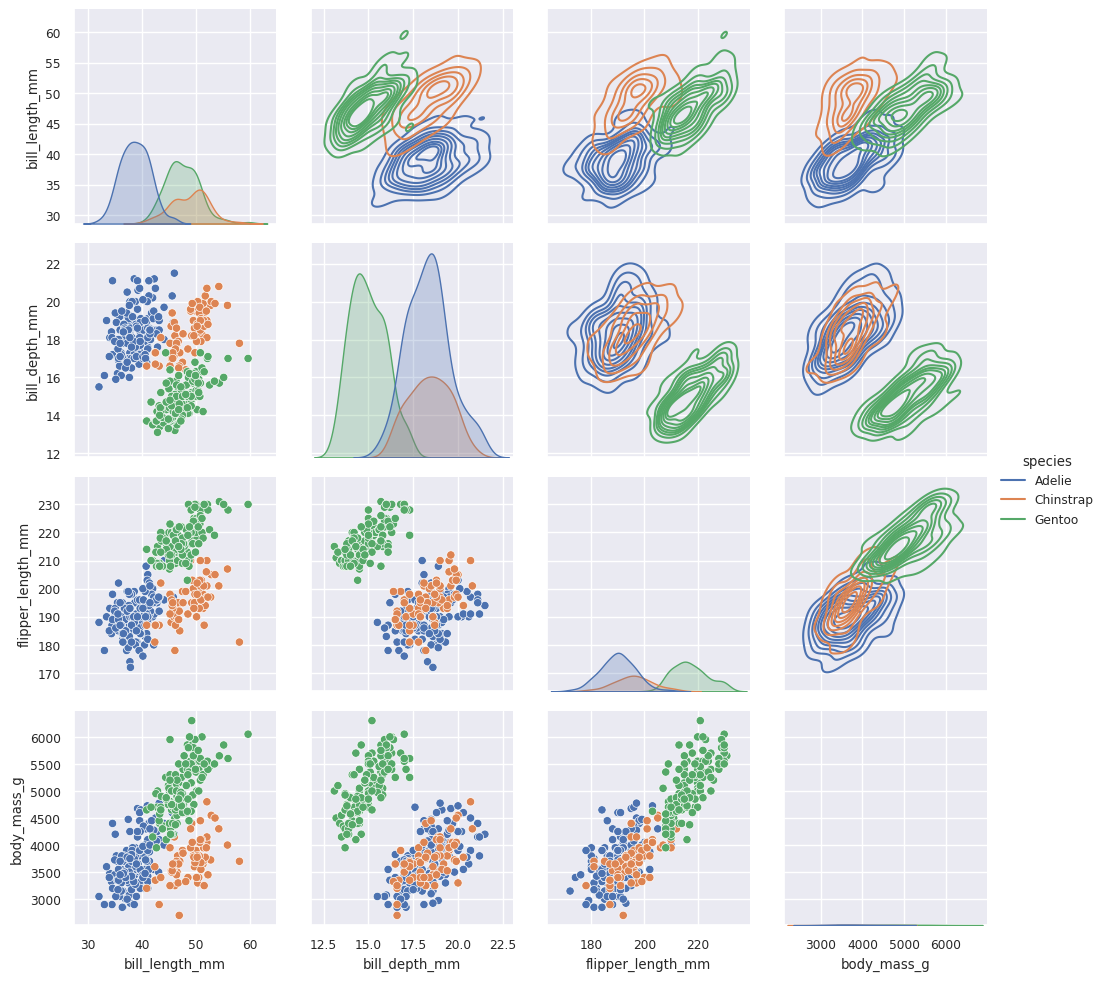 60
55
50
45
40
35
30
bill_length_mm
22
20
18
16
14
12
bill_depth_mm
species
Adelie
Chinstrap
Gentoo
230
220
210
200
190
180
170
flipper_length_mm
6000
5500
5000
4500
4000
3500
3000
body_mass_g
30 40 50 60
12.5 15.0 17.5 20.0 22.5
180 200 220
3000 4000 5000 6000
bill_length_mm
bill_depth_mm
flipper_length_mm
body_mass_g